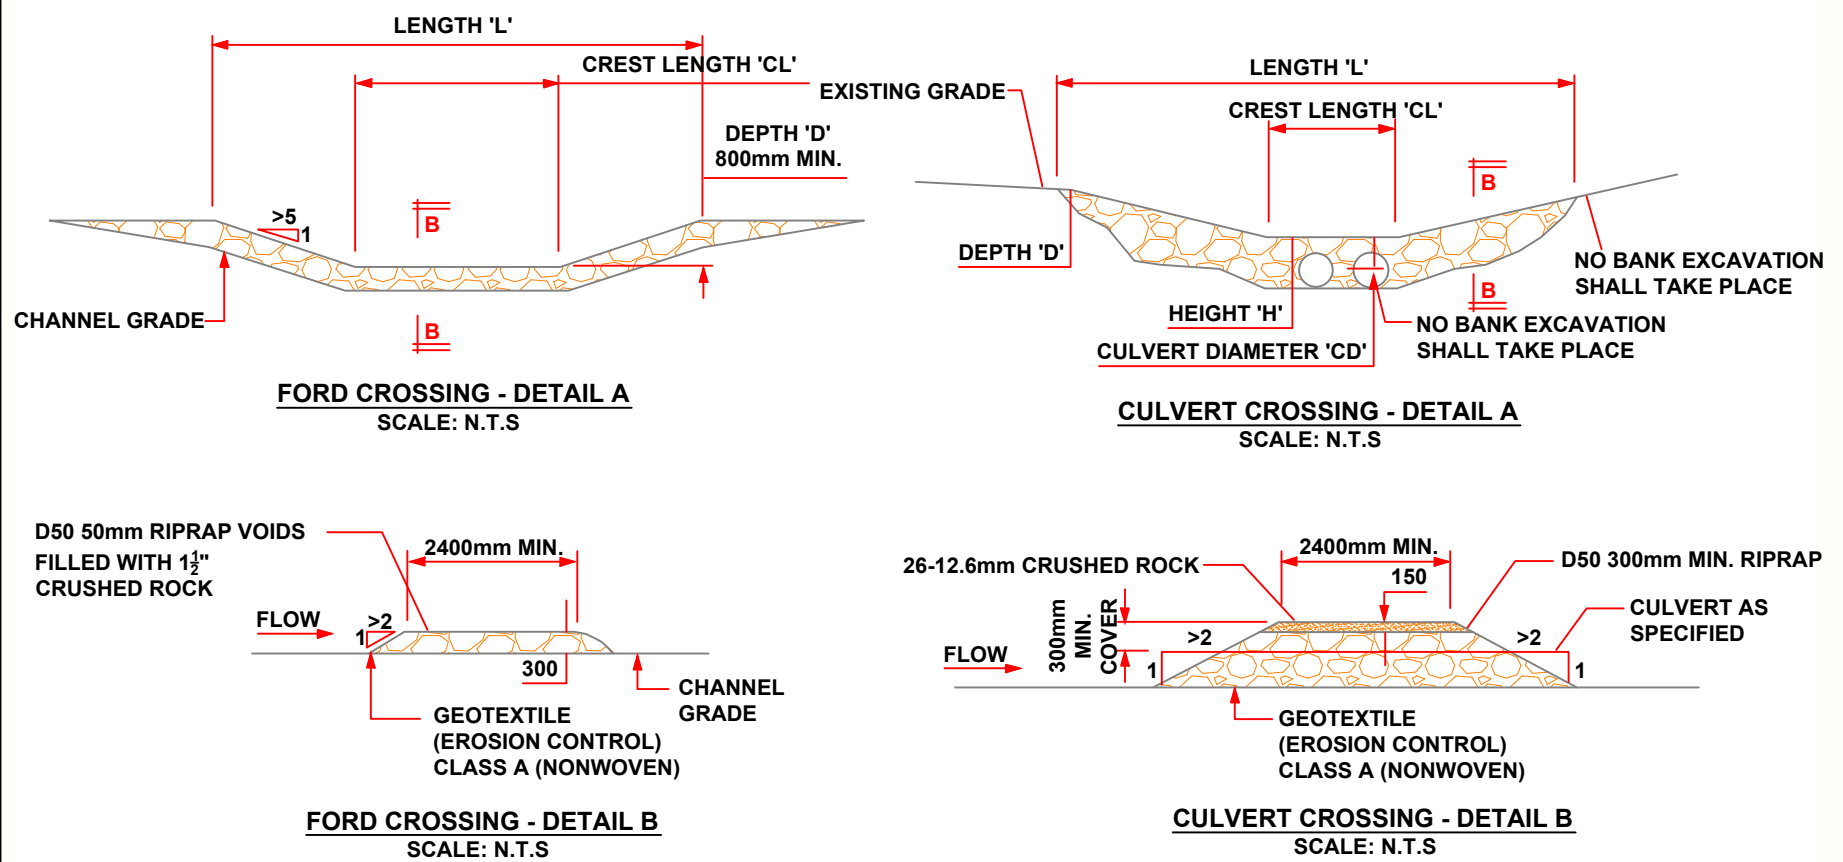 LENGTH 'L'
CREST LENGTH 'CL'
DEPTH 'D'
800mm MIN.
>5
1
B
B
CHANNEL GRADE
FORD CROSSING - DETAIL A
SCALE: N.T.S
LENGTH 'L'
EXISTING GRADE
CREST LENGTH 'CL'
B
DEPTH 'D'
NO BANK EXCAVATION
SHALL TAKE PLACE
B
HEIGHT 'H'
NO BANK EXCAVATION
SHALL TAKE PLACE
CULVERT DIAMETER 'CD'
CULVERT CROSSING - DETAIL A
SCALE: N.T.S
D50 50mm RIPRAP VOIDS
FILLED WITH 1½"
CRUSHED ROCK
2400mm MIN.
FLOW
>2
1
300
CHANNEL
GRADE
GEOTEXTILE
(EROSION CONTROL)
CLASS A (NONWOVEN)
FORD CROSSING - DETAIL B
SCALE: N.T.S
2400mm MIN.
26-12.6mm CRUSHED ROCK
150
D50 300mm MIN. RIPRAP
300mm
MIN.
COVER
CULVERT AS
SPECIFIED
>2
>2
FLOW
1
1
GEOTEXTILE
(EROSION CONTROL)
CLASS A (NONWOVEN)
CULVERT CROSSING - DETAIL B
SCALE: N.T.S